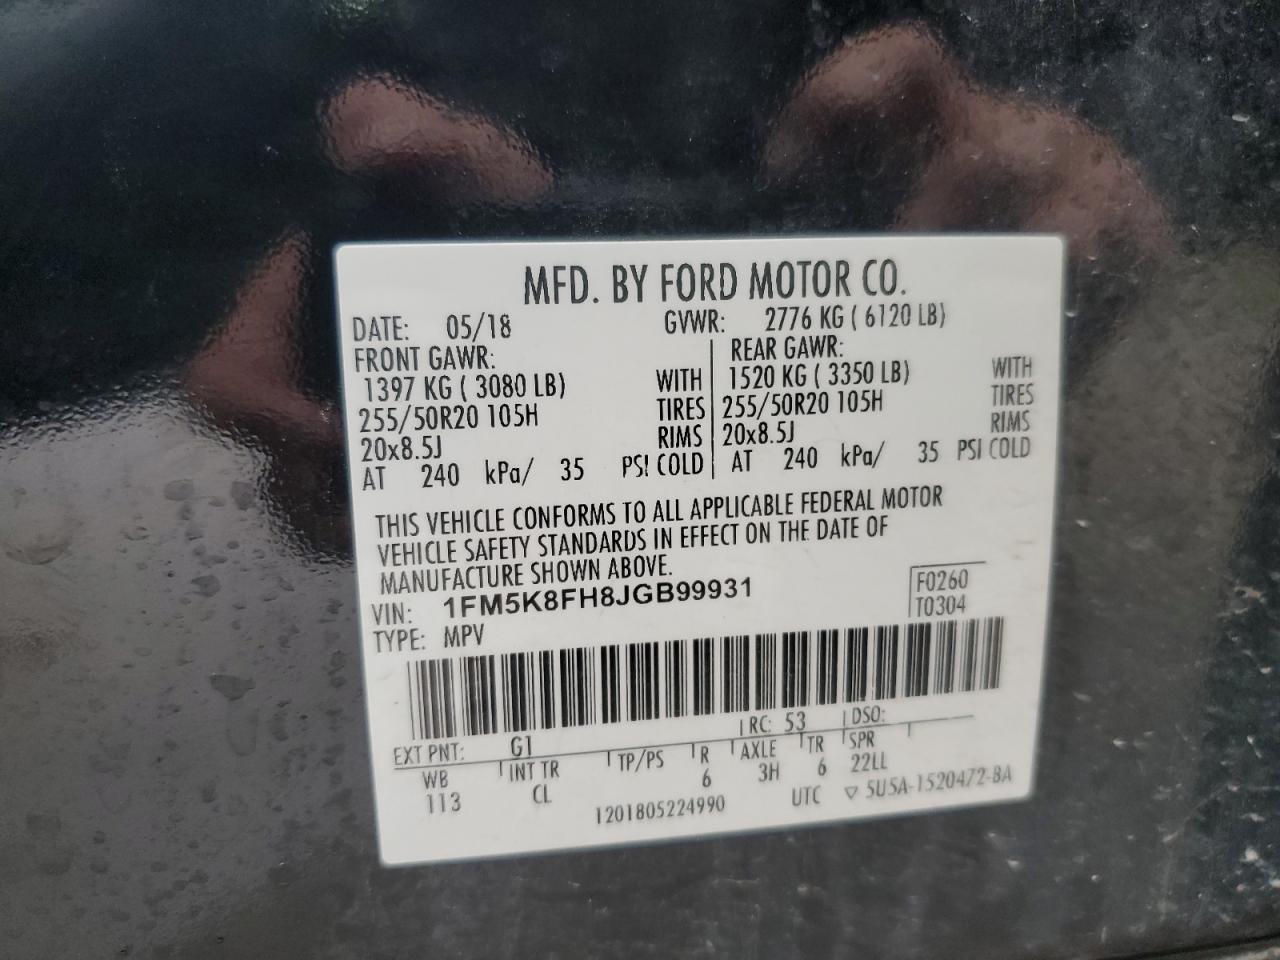 MFD. BY FORD MOTOR CO.
DATE: 05/18 GVWR: 2776 KG ( 6120 LB)
FRONT GAWR: REAR GAWR:
1397 KG ( 3080 LB) WITH 1520 KG ( 3350 LB) WITH
255/50R20 105H TIRES 255/50R20 105H TIRES
20x8.5J RIMS 20x8.5J RIMS
AT 240 kPa/ 35 PSI COLD AT 240 kPa/ 35 PSI COLD
THIS VEHICLE CONFORMS TO ALL APPLICABLE FEDERAL MOTOR
VEHICLE SAFETY STANDARDS IN EFFECT ON THE DATE OF
MANUFACTURE SHOWN ABOVE.
VIN: 1FM5K8FH8JGB99931 F0260
TYPE: MPV T0304
EXT PNT: G1 RC: 53 DSO:
WB INT TR TP/PS R AXLE TR SPR
113 CL 6 3H 6 22LL
1201805224990 UTC ▽ 5U5A-1520472-BA